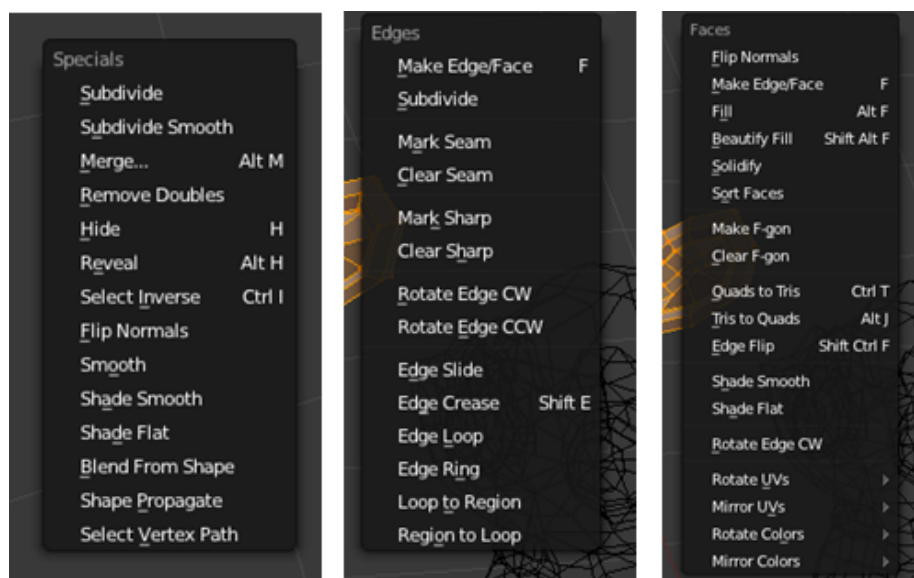 Specials
Subdivide
Subdivide Smooth
Merge... Alt M
Remove Doubles
Hide H
Reveal Alt H
Select Inverse Ctrl I
Flip Normals
Smooth
Shade Smooth
Shade Flat
Blend From Shape
Shape Propagate
Select Vertex Path
Edges
Make Edge/Face F
Subdivide
Mark Seam
Clear Seam
Mark Sharp
Clear Sharp
Rotate Edge CW
Rotate Edge CCW
Edge Slide
Edge Crease Shift E
Edge Loop
Edge Ring
Loop to Region
Region to Loop
Faces
Flip Normals
Make Edge/Face F
Fill Alt F
Beautify Fill Shift Alt F
Solidify
Sort Faces
Make F-gon
Clear F-gon
Quads to Tris Ctrl T
Tris to Quads Alt J
Edge Flip Shift Ctrl F
Shade Smooth
Shade Flat
Rotate Edge CW
Rotate UVs
Mirror UVs
Rotate Colors
Mirror Colors